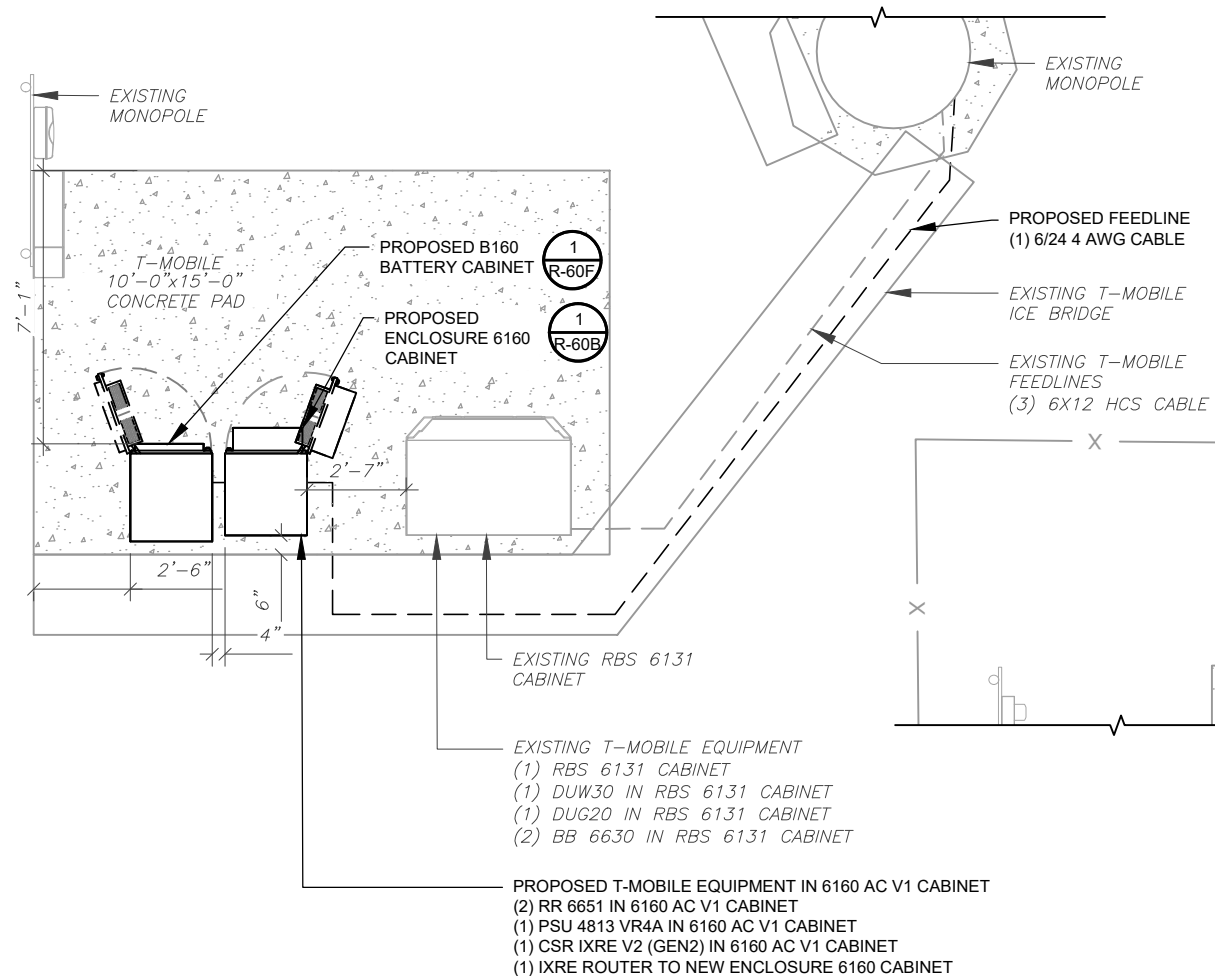 EXISTING
MONOPOLE
EXISTING
MONOPOLE
PROPOSED FEEDLINE
(1) 6/24 4 AWG CABLE
EXISTING T-MOBILE
ICE BRIDGE
EXISTING T-MOBILE
FEEDLINES
(3) 6X12 HCS CABLE
PROPOSED B160
BATTERY CABINET
1
R-60F
T-MOBILE
10'-0"x15'-0"
CONCRETE PAD
PROPOSED
ENCLOSURE 6160
CABINET
1
R-60B
7'-1"
2'-7"
2'-6"
6"
4"
X
X
EXISTING RBS 6131
CABINET
EXISTING T-MOBILE EQUIPMENT
(1) RBS 6131 CABINET
(1) DUW30 IN RBS 6131 CABINET
(1) DUG20 IN RBS 6131 CABINET
(2) BB 6630 IN RBS 6131 CABINET
PROPOSED T-MOBILE EQUIPMENT IN 6160 AC V1 CABINET
(2) RR 6651 IN 6160 AC V1 CABINET
(1) PSU 4813 VR4A IN 6160 AC V1 CABINET
(1) CSR IXRE V2 (GEN2) IN 6160 AC V1 CABINET
(1) IXRE ROUTER TO NEW ENCLOSURE 6160 CABINET